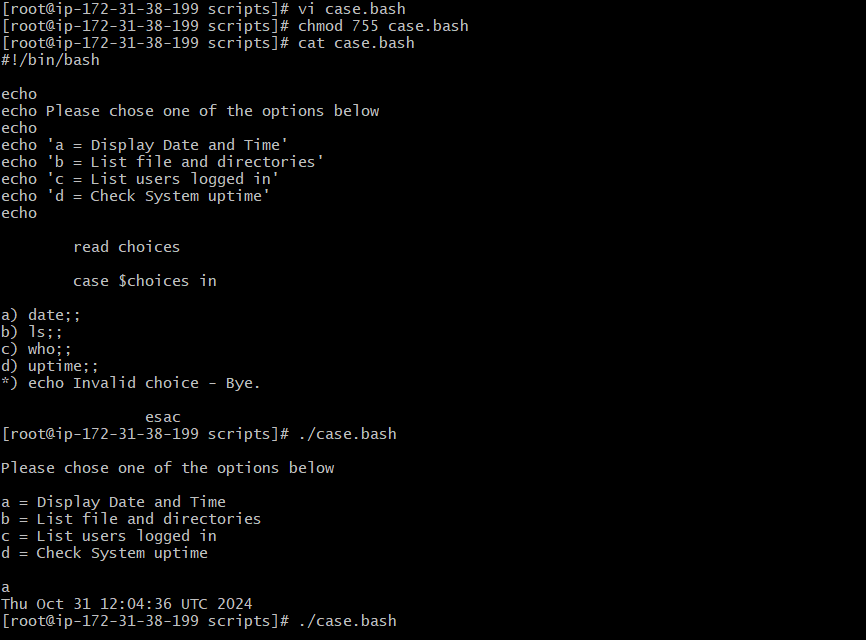 [root@ip-172-31-38-199 scripts]# vi case.bash
[root@ip-172-31-38-199 scripts]# chmod 755 case.bash
[root@ip-172-31-38-199 scripts]# cat case.bash
#!/bin/bash
echo
echo Please chose one of the options below
echo
echo 'a = Display Date and Time'
echo 'b = List file and directories'
echo 'c = List users logged in'
echo 'd = Check System uptime'
echo
read choices
case $choices in
a) date;;
b) ls;;
c) who;;
d) uptime;;
*) echo Invalid choice - Bye.
esac
[root@ip-172-31-38-199 scripts]# ./case.bash
Please chose one of the options below
a = Display Date and Time
b = List file and directories
c = List users logged in
d = Check System uptime
a
Thu Oct 31 12:04:36 UTC 2024
[root@ip-172-31-38-199 scripts]# ./case.bash